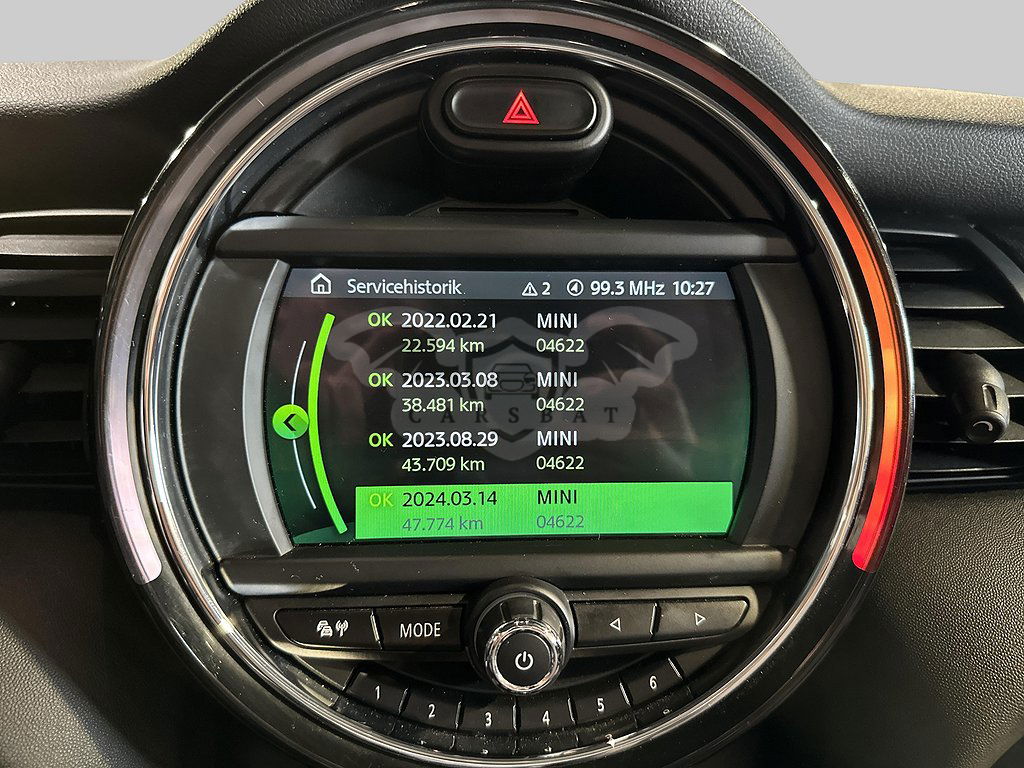 Servicehistorik 2 99.3 MHz 10:27
OK 2022.02.21 MINI
22.594 km 04622
OK 2023.03.08 MINI
38.481 km 04622
CARSBAT
OK 2023.08.29 MINI
43.709 km 04622
OK 2024.03.14 MINI
47.774 km 04622
MODE
1 2 3 4 5 6